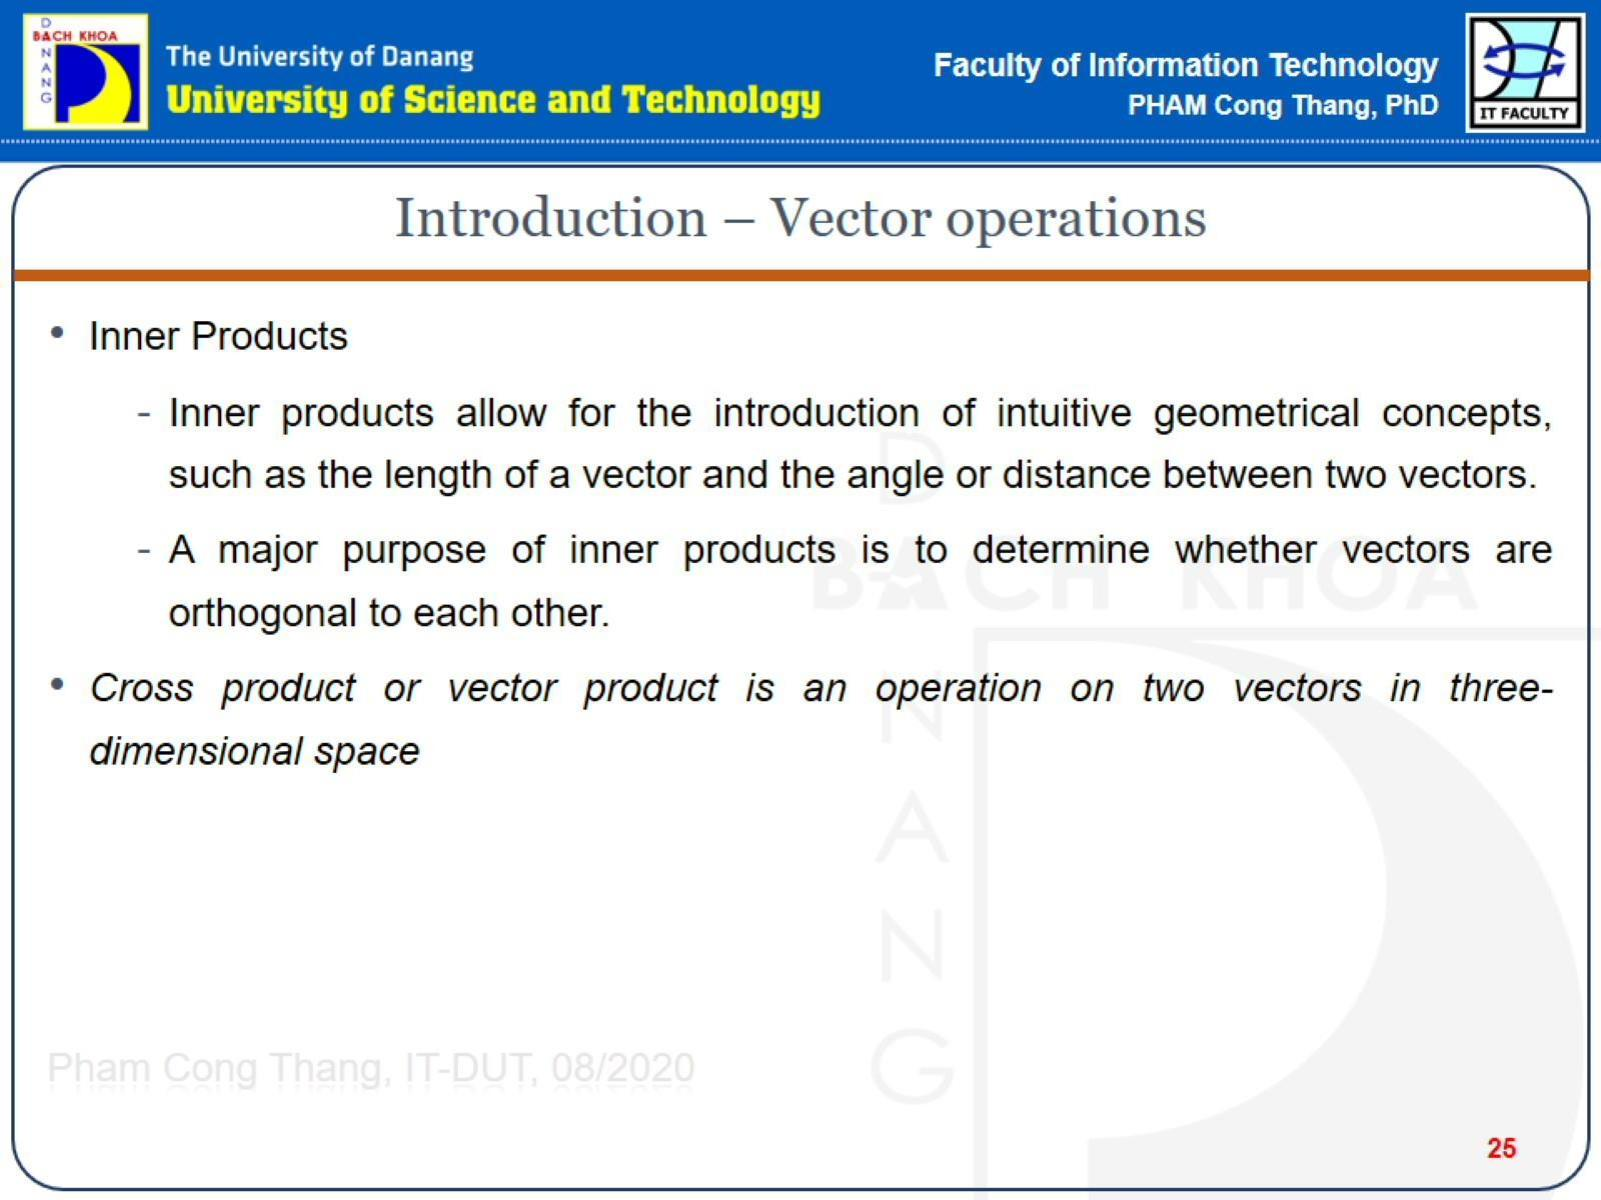 D
BACH KHOA
N
A
N
G
The University of Danang
University of Science and Technology
Faculty of Information Technology
PHAM Cong Thang, PhD
IT FACULTY
Introduction – Vector operations
• Inner Products
- Inner products allow for the introduction of intuitive geometrical concepts,
such as the length of a vector and the angle or distance between two vectors.
- A major purpose of inner products is to determine whether vectors are
orthogonal to each other.
• Cross product or vector product is an operation on two vectors in three-
dimensional space
D
BACH KHOA
N
A
N
G
Pham Cong Thang, IT-DUT, 08/2020
25